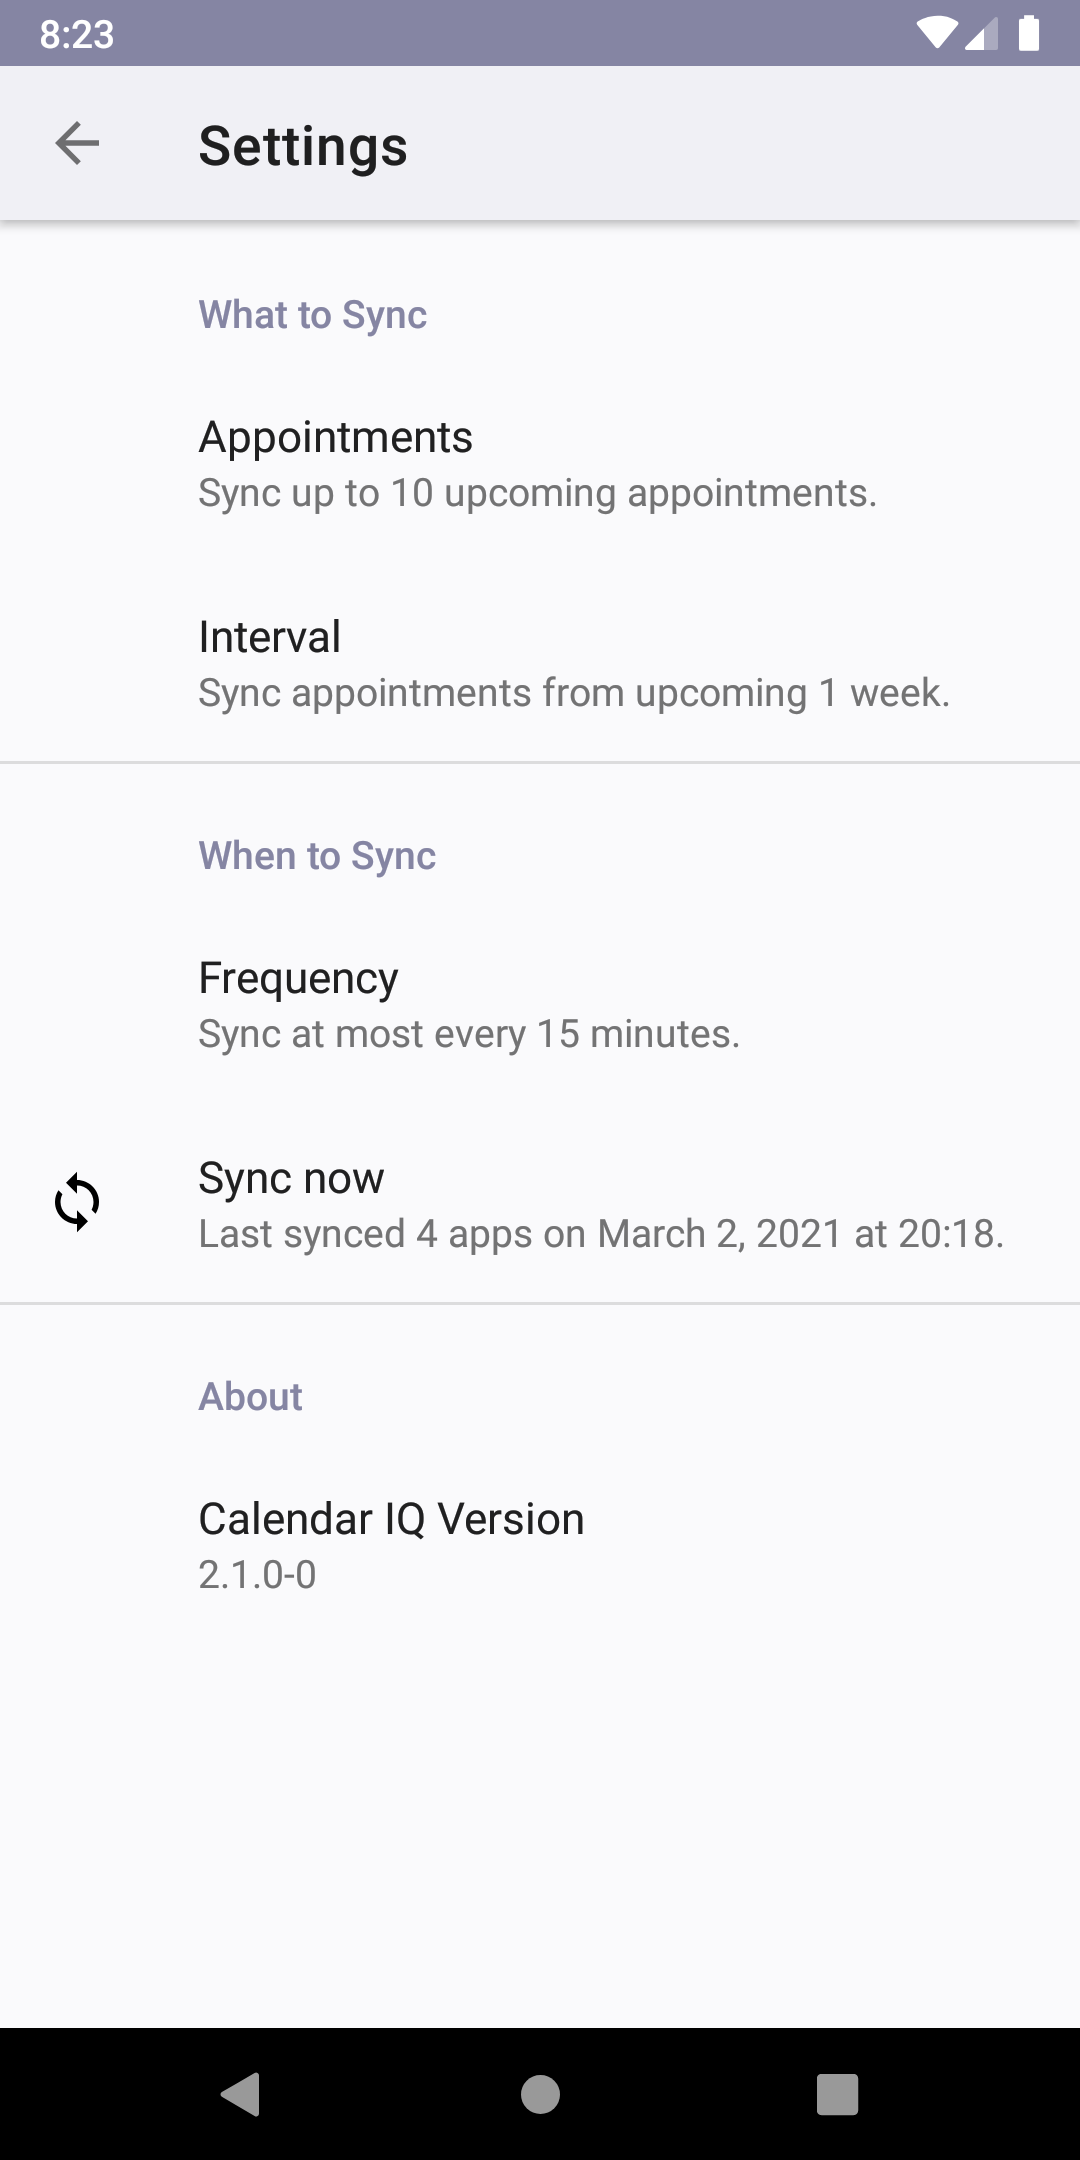 8:23
Settings
What to Sync
Appointments
Sync up to 10 upcoming appointments.
Interval
Sync appointments from upcoming 1 week.
When to Sync
Frequency
Sync at most every 15 minutes.
Sync now
Last synced 4 apps on March 2, 2021 at 20:18.
About
Calendar IQ Version
2.1.0-0